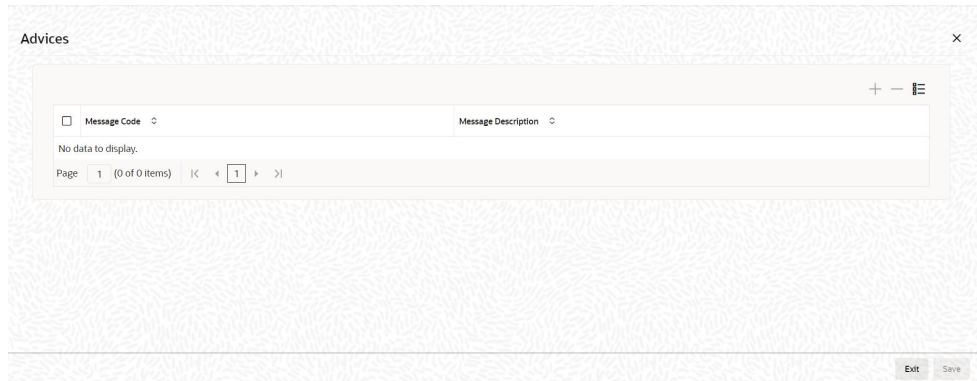 Advices
Message Code
Message Description
No data to display.
Page 1 (0 of 0 items) 1
Exit Save